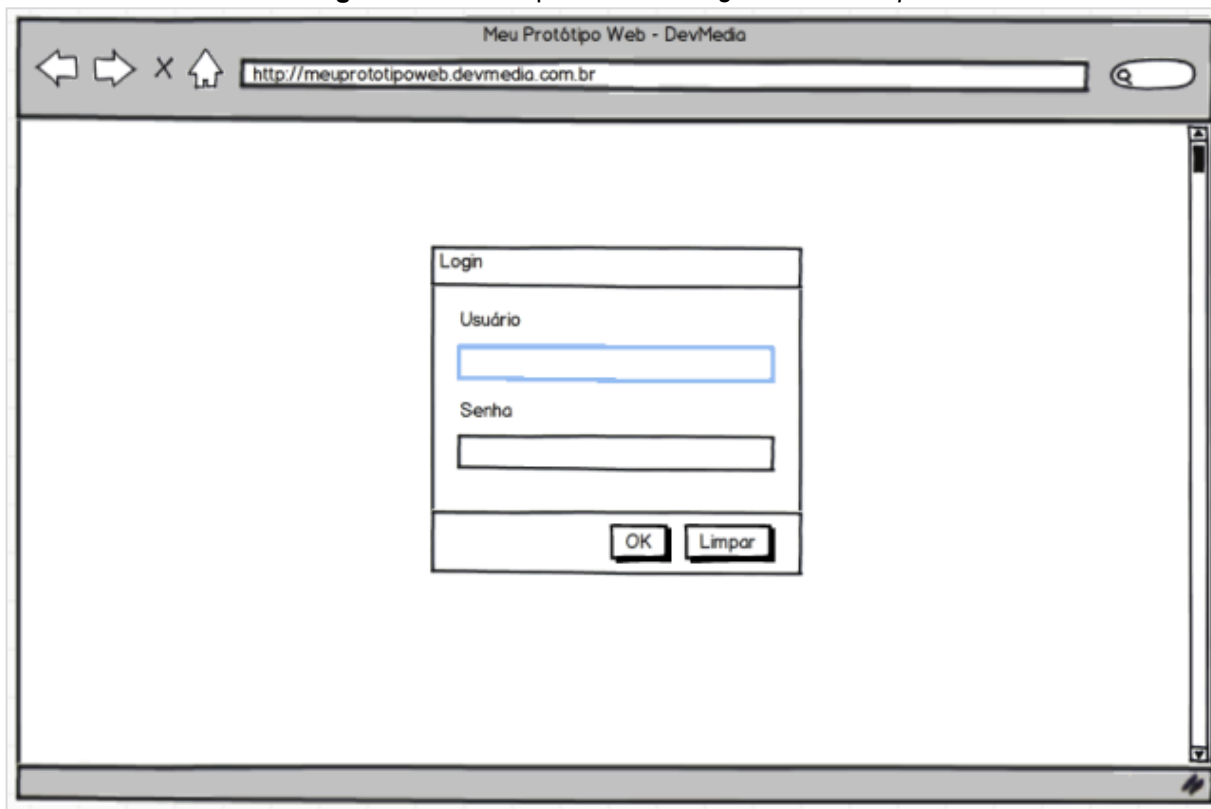 Meu Protótipo Web - DevMedia
http://meuprototipoweb.devmedia.com.br
Login
Usuário
Senha
OK
Limpar